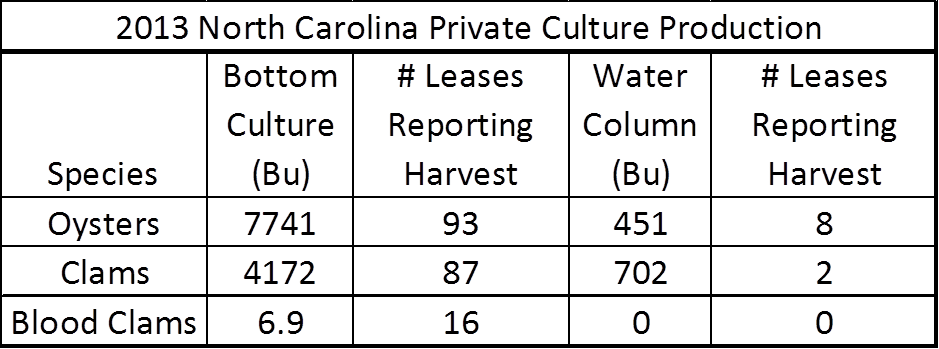 2013 North Carolina Private Culture Production
Species Bottom Culture (Bu) # Leases Reporting Harvest Water Column (Bu) # Leases Reporting Harvest
Oysters 7741 93 451 8
Clams 4172 87 702 2
Blood Clams 6.9 16 0 0